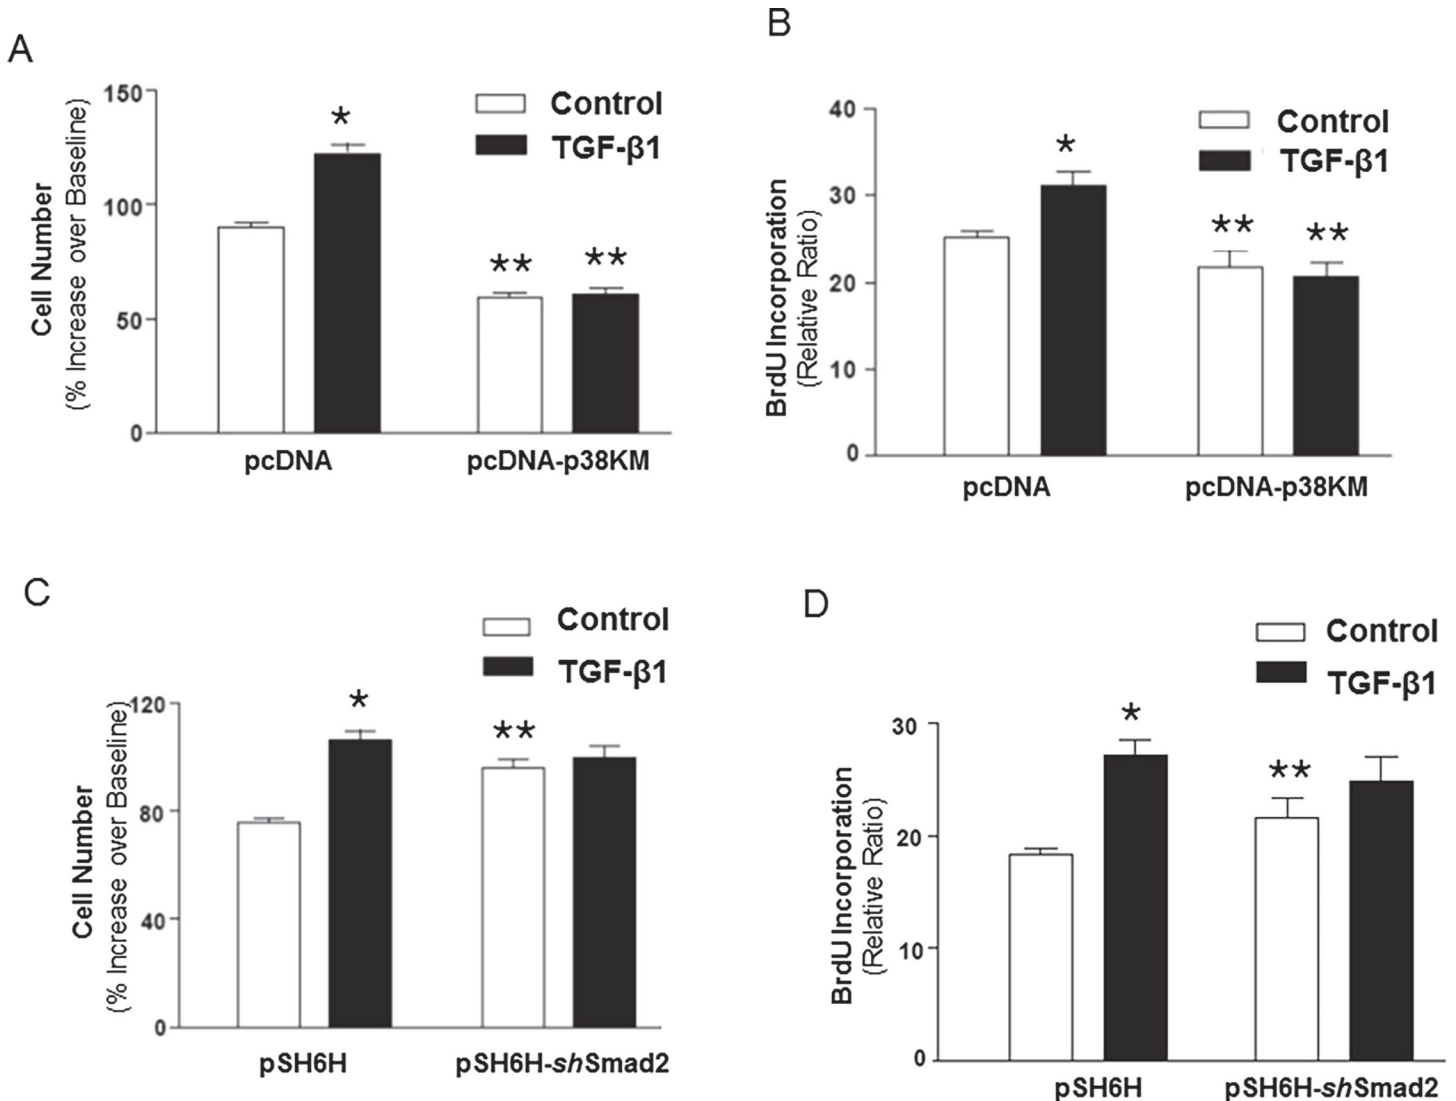 A
Cell Number
(% Increase over Baseline)
150
100
50
0
*
**
**
Control
TGF-β1
pcDNA
pcDNA-p38KM
B
BrdU Incorporation
(Relative Ratio)
40
30
20
10
0
*
**
**
Control
TGF-β1
pcDNA
pcDNA-p38KM
C
Cell Number
(% Increase over Baseline)
120
80
40
0
*
**
Control
TGF-β1
pSH6H
pSH6H-shSmad2
D
BrdU Incorporation
(Relative Ratio)
30
20
10
0
*
**
Control
TGF-β1
pSH6H
pSH6H-shSmad2